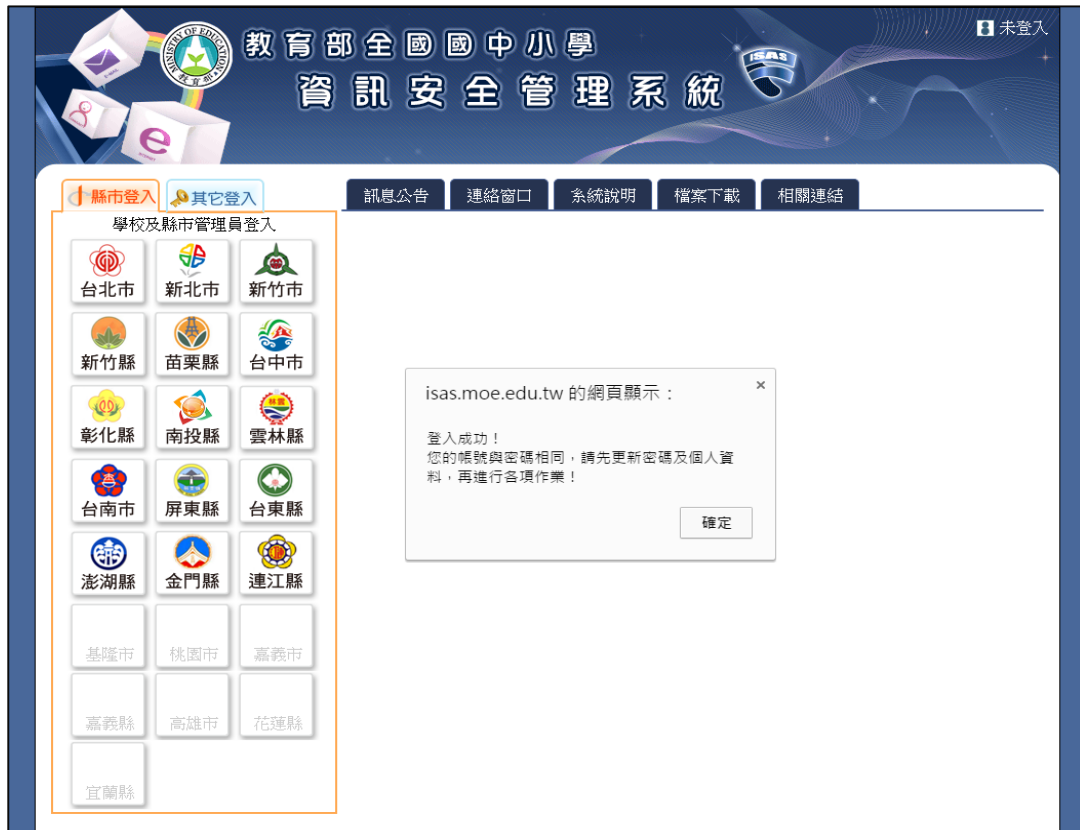 教育部全國國中小學
資訊安全管理系統
ISAS
未登入
MINISTRY OF EDUCATION
教育部
e
縣市登入
其它登入
訊息公告
連絡窗口
系統說明
檔案下載
相關連結
學校及縣市管理員登入
台北市
新北市
新竹市
新竹縣
苗栗縣
台中市
彰化縣
南投縣
雲林縣
台南市
屏東縣
台東縣
澎湖縣
金門縣
連江縣
基隆市
桃園市
嘉義市
嘉義縣
高雄市
花蓮縣
宜蘭縣
isas.moe.edu.tw 的網頁顯示：
×
登入成功！
您的帳號與密碼相同，請先更新密碼及個人資
料，再進行各項作業！
確定